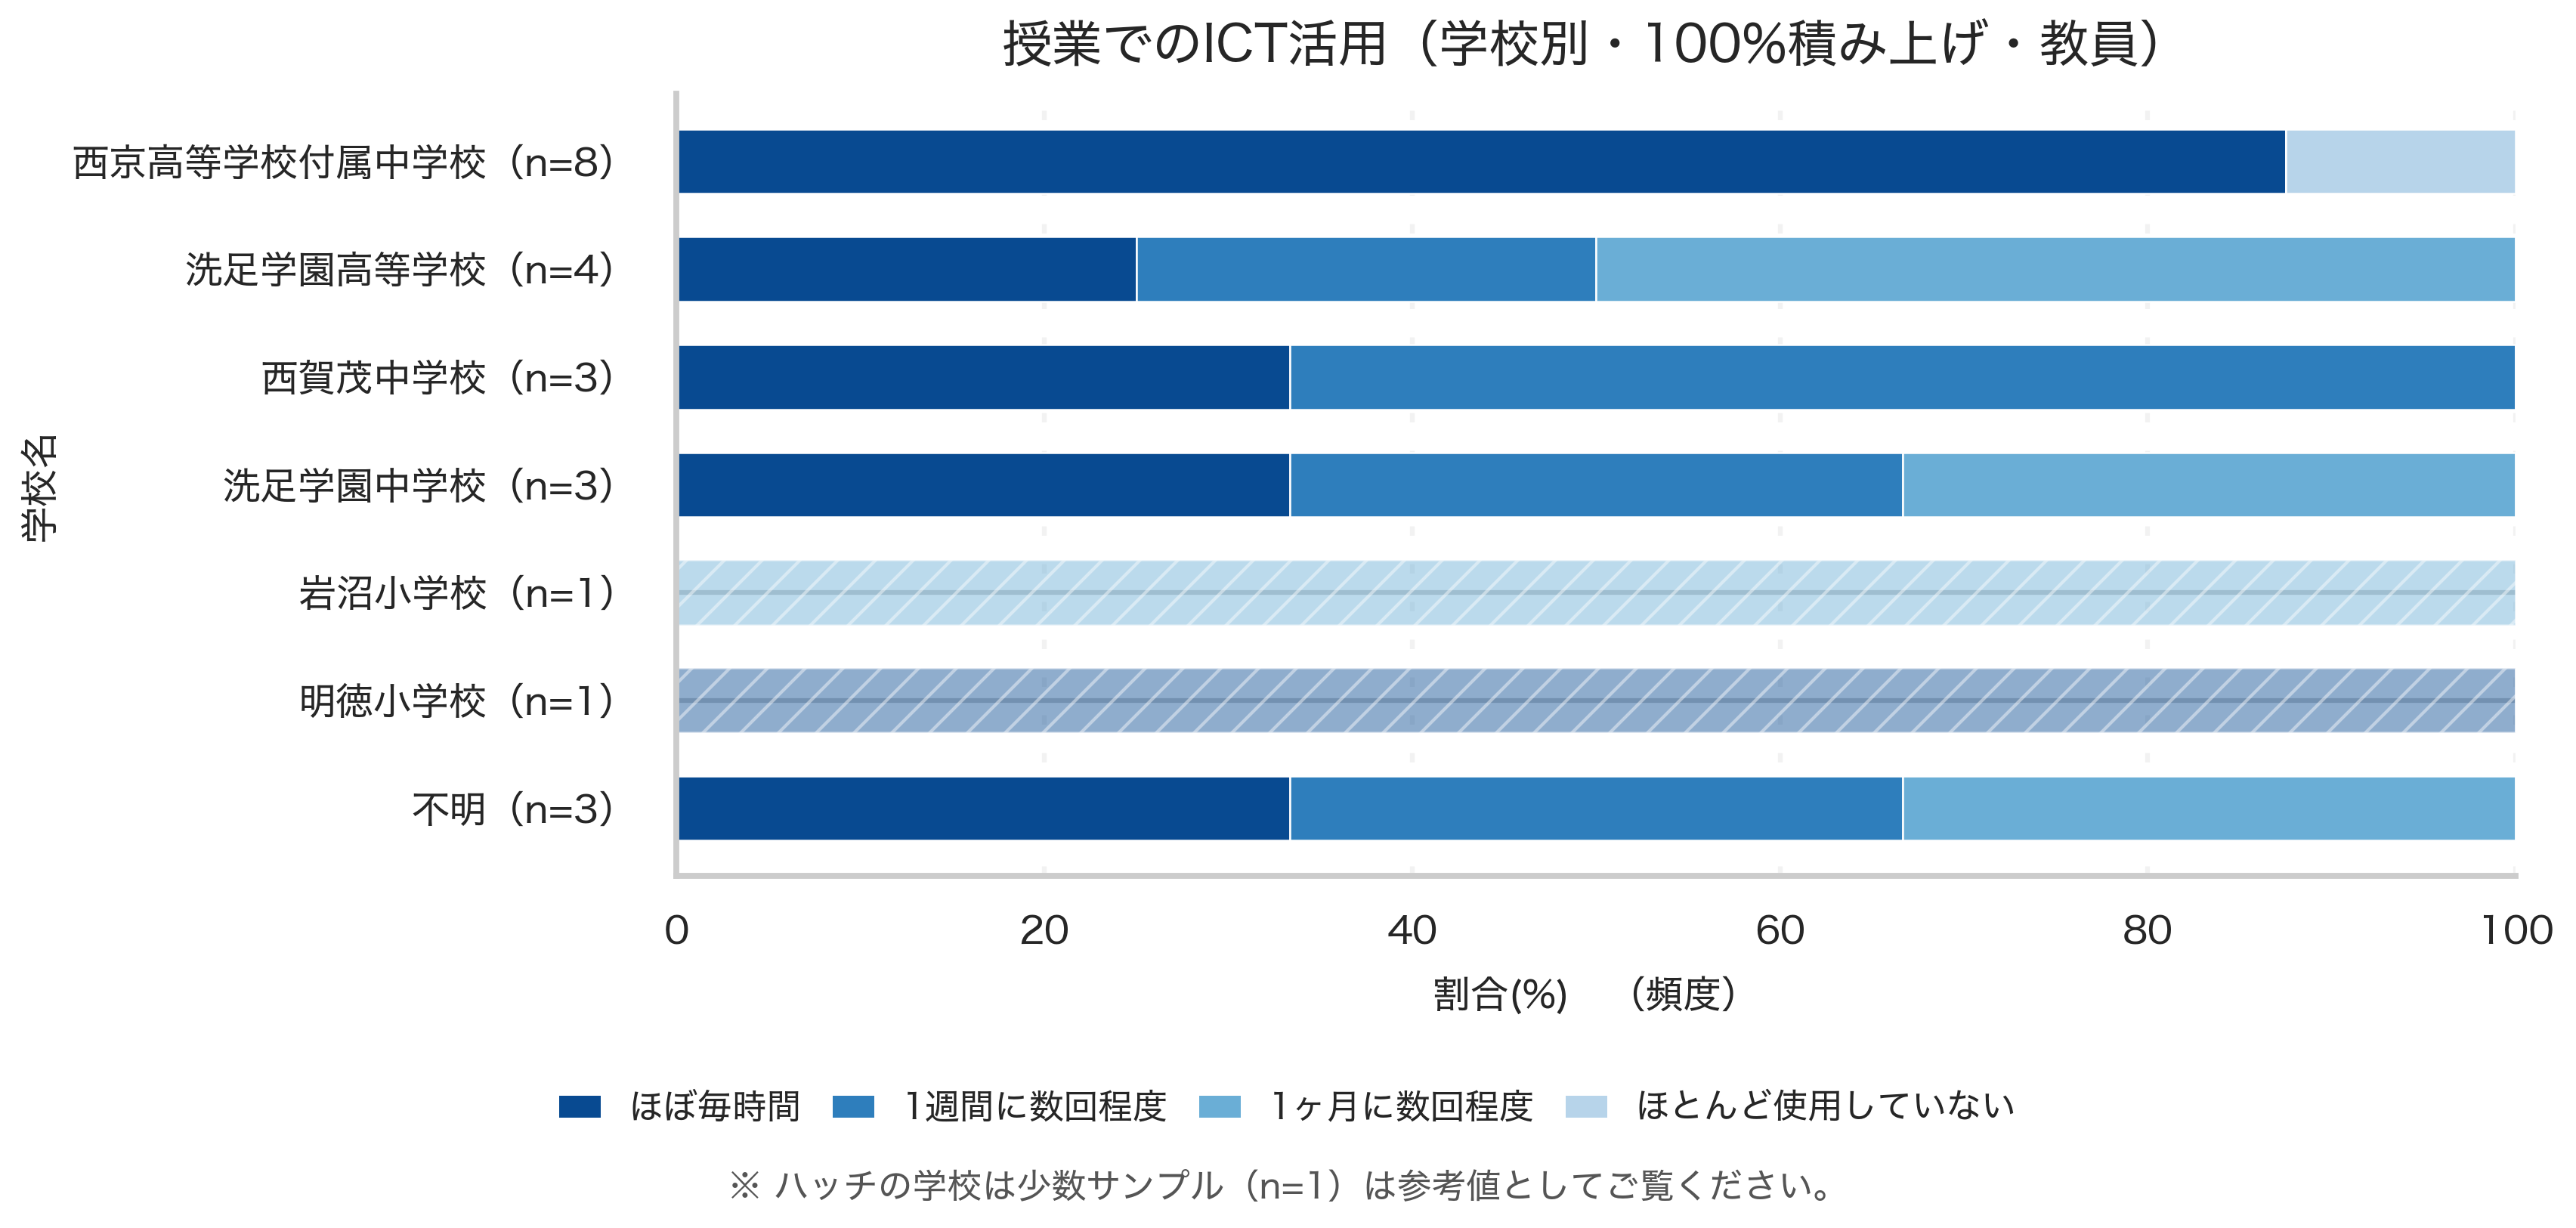 授業でのICT活用（学校別・100%積み上げ・教員）
西京高等学校付属中学校（n=8）
洗足学園高等学校（n=4）
西賀茂中学校（n=3）
洗足学園中学校（n=3）
岩沼小学校（n=1）
明徳小学校（n=1）
不明（n=3）
学校名
0 20 40 60 80 100
割合(%)　（頻度）
ほぼ毎時間 1週間に数回程度 1ヶ月に数回程度 ほとんど使用していない
※ ハッチの学校は少数サンプル（n=1）は参考値としてご覧ください。